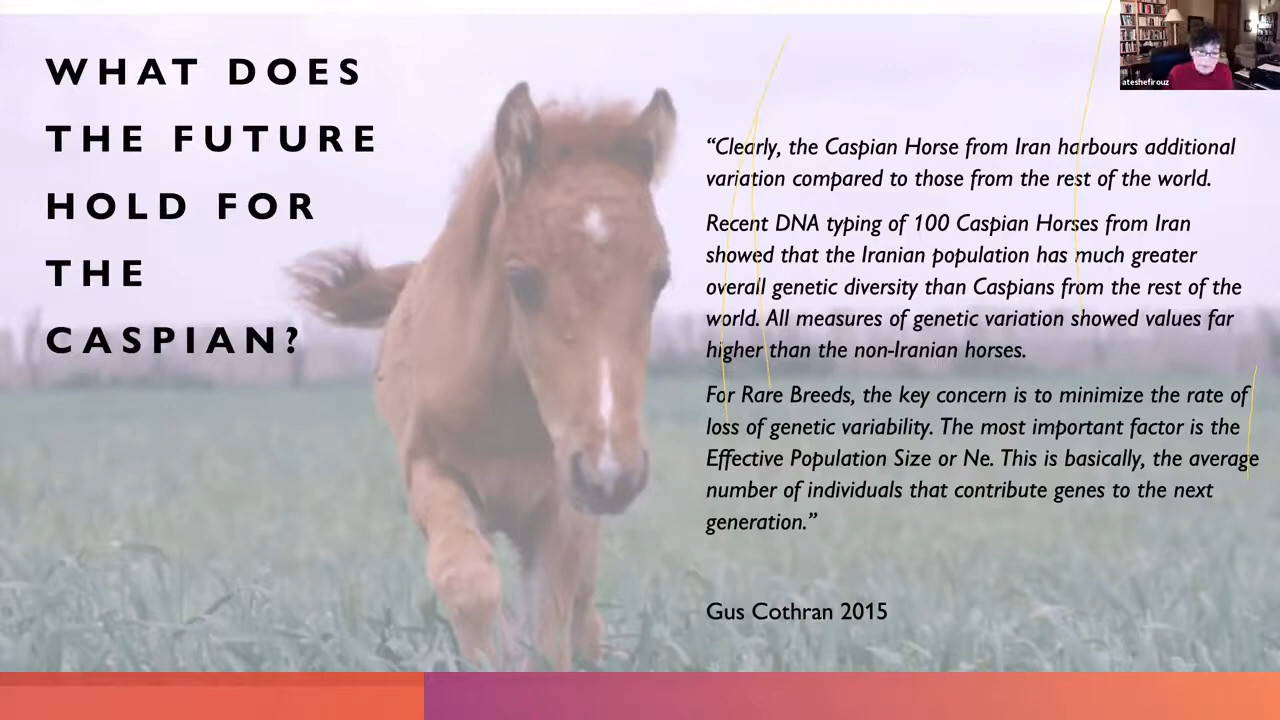 WHAT DOES
THE FUTURE
HOLD FOR
THE
CASPIAN?
ateshefirouz
“Clearly, the Caspian Horse from Iran harbours additional
variation compared to those from the rest of the world.
Recent DNA typing of 100 Caspian Horses from Iran
showed that the Iranian population has much greater
overall genetic diversity than Caspians from the rest of the
world. All measures of genetic variation showed values far
higher than the non-Iranian horses.
For Rare Breeds, the key concern is to minimize the rate of
loss of genetic variability. The most important factor is the
Effective Population Size or Ne. This is basically, the average
number of individuals that contribute genes to the next
generation.”
Gus Cothran 2015